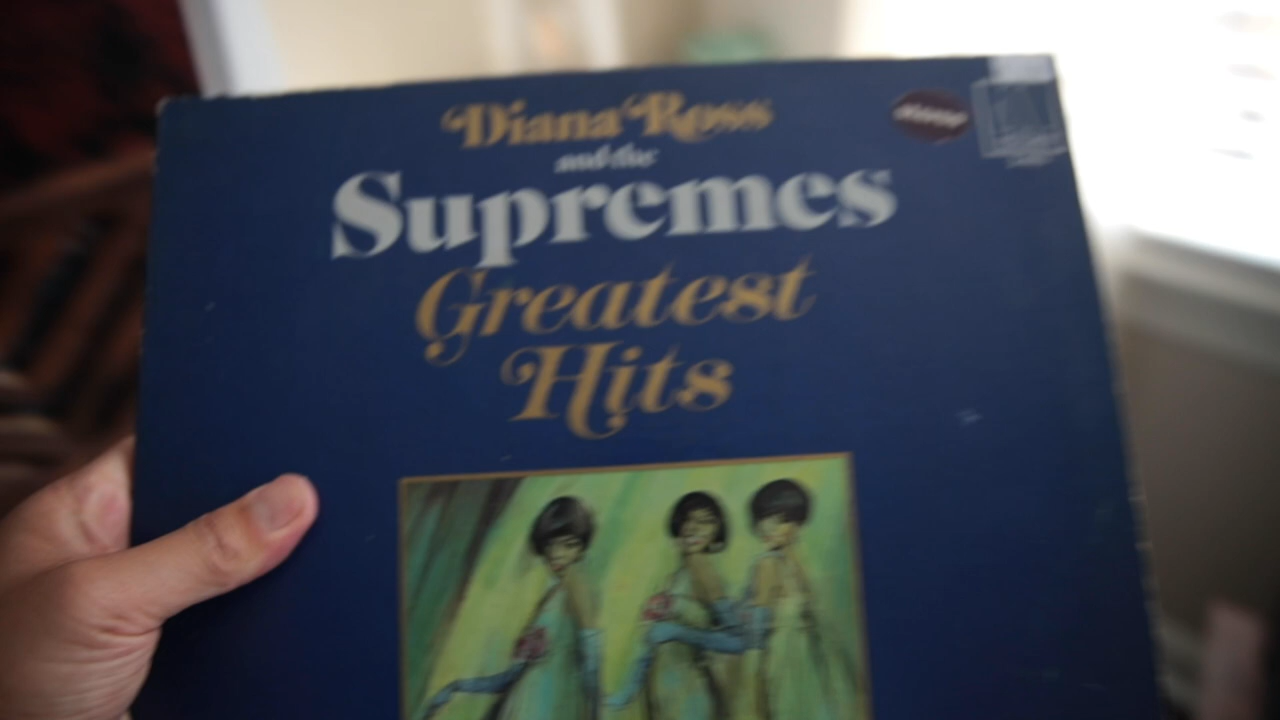 Diana Ross
and the
Supremes
Greatest
Hits